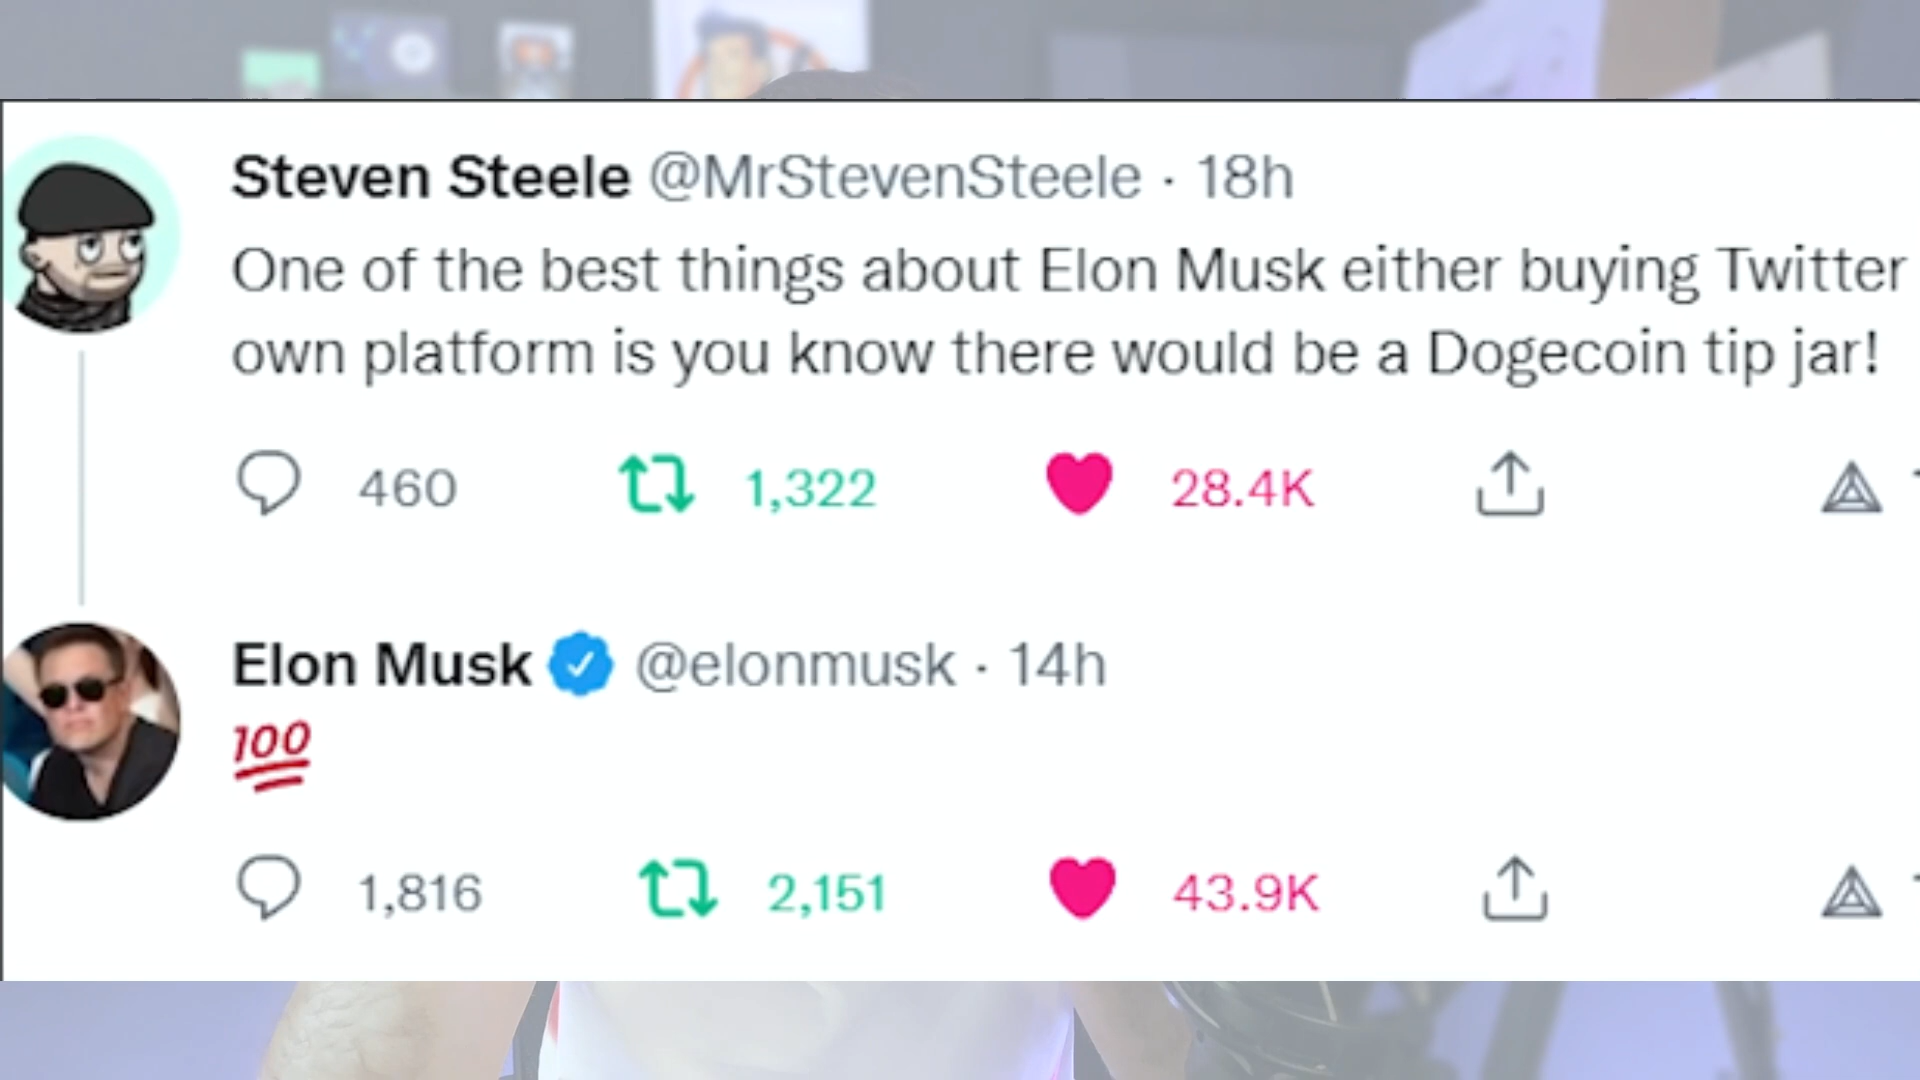 Steven Steele @MrStevenSteele · 18h
One of the best things about Elon Musk either buying Twitter
own platform is you know there would be a Dogecoin tip jar!
460 1,322 28.4K
Elon Musk @elonmusk · 14h
💯
1,816 2,151 43.9K